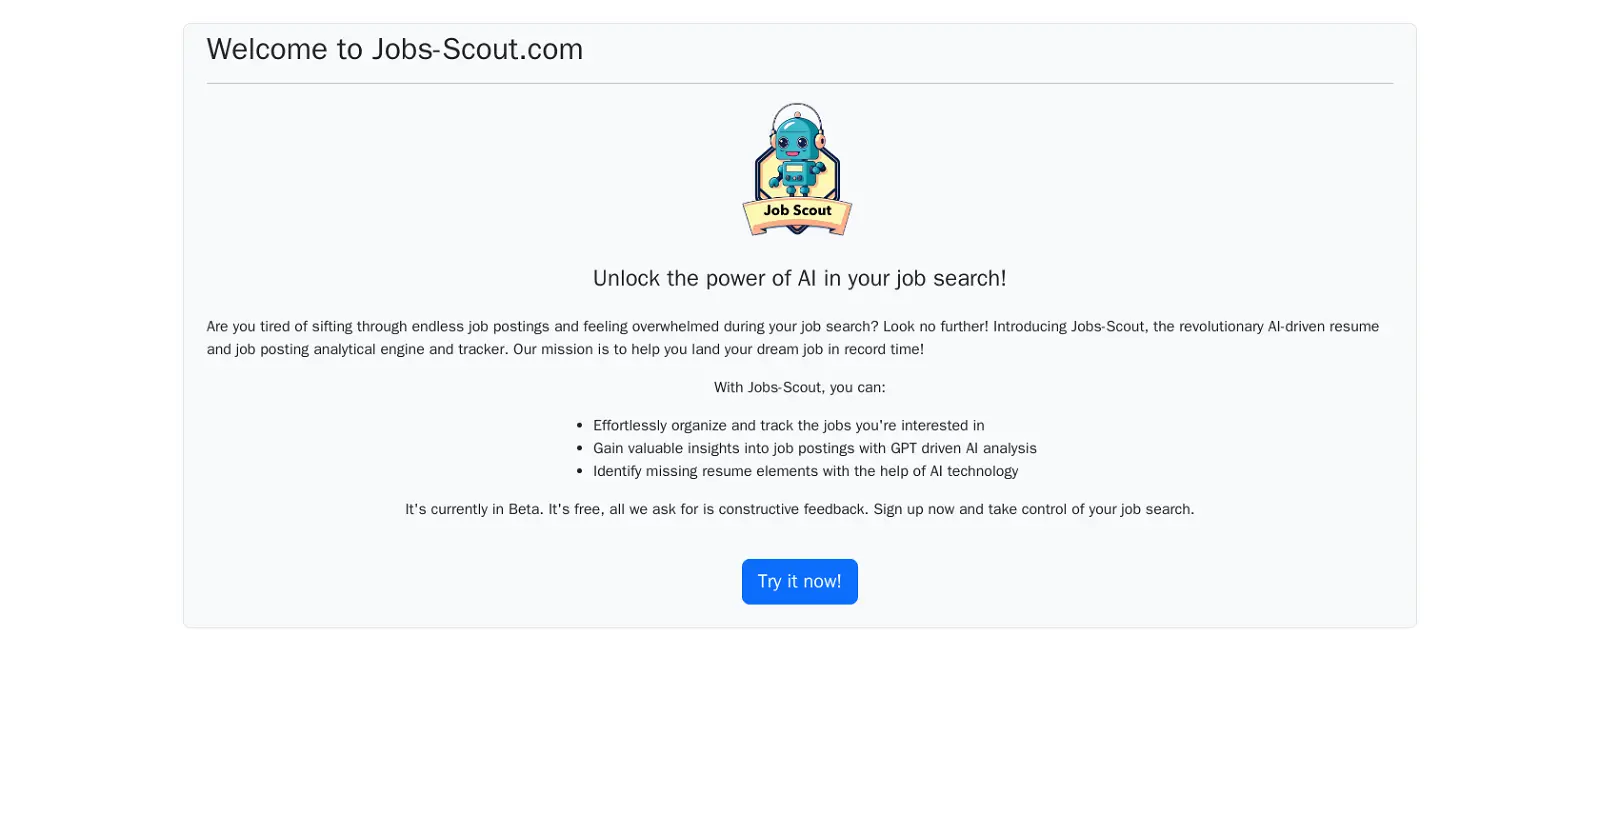 Welcome to Jobs-Scout.com
Job Scout
Unlock the power of AI in your job search!
Are you tired of sifting through endless job postings and feeling overwhelmed during your job search? Look no further! Introducing Jobs-Scout, the revolutionary AI-driven resume
and job posting analytical engine and tracker. Our mission is to help you land your dream job in record time!
With Jobs-Scout, you can:
• Effortlessly organize and track the jobs you're interested in
• Gain valuable insights into job postings with GPT driven AI analysis
• Identify missing resume elements with the help of AI technology
It's currently in Beta. It's free, all we ask for is constructive feedback. Sign up now and take control of your job search.
Try it now!